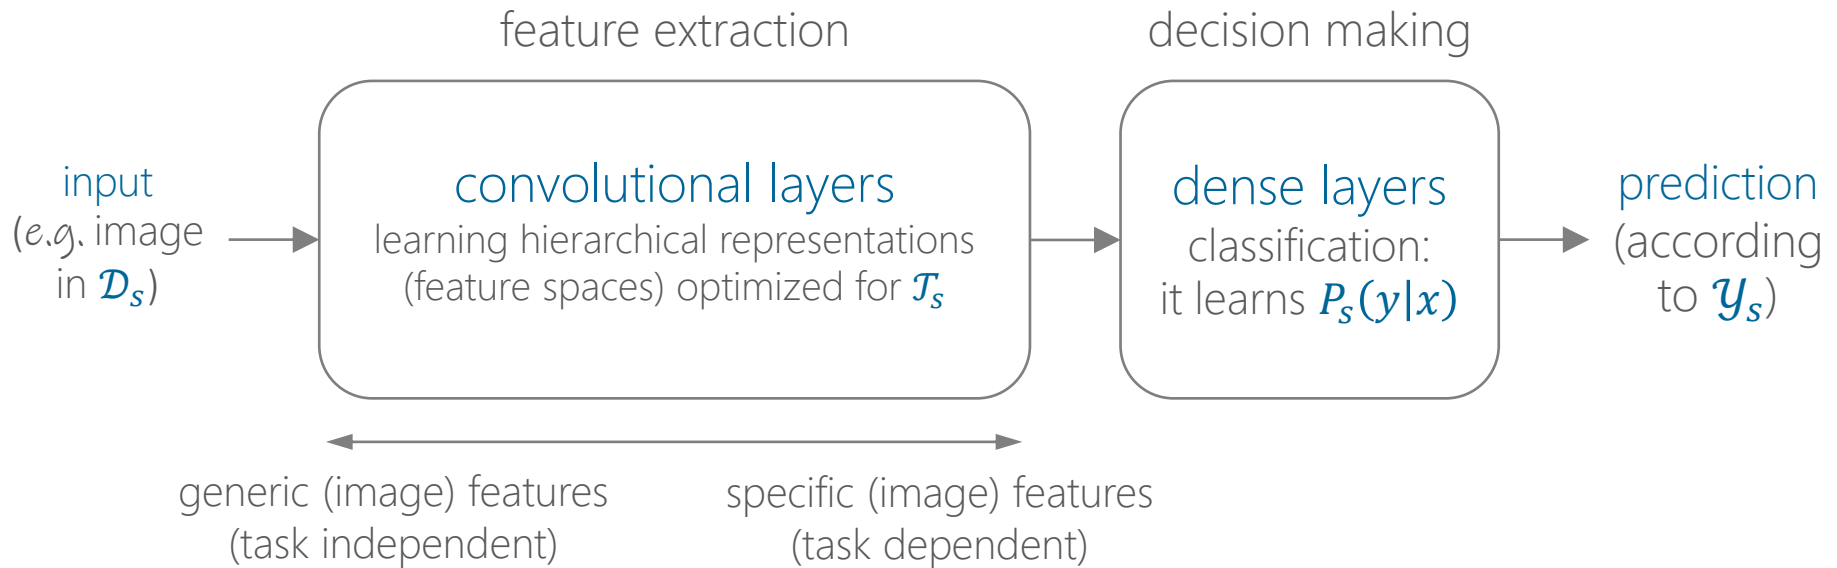 feature extraction
decision making
input
(e.g. image
in 𝒟ₛ)
convolutional layers
learning hierarchical representations
(feature spaces) optimized for 𝒯ₛ
dense layers
classification:
it learns Pₛ(y|x)
prediction
(according
to 𝒴ₛ)
generic (image) features
(task independent)
specific (image) features
(task dependent)